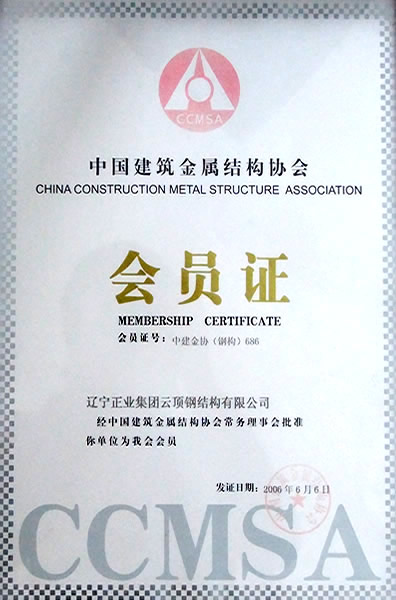 CCMSA
中国建筑金属结构协会
CHINA CONSTRUCTION METAL STRUCTURE ASSOCIATION
会员证
MEMBERSHIP CERTIFICATE
会员证号：中建金协（钢构）686
辽宁正业集团云顶钢结构有限公司
经中国建筑金属结构协会常务理事会批准
你单位为我会会员
发证日期：2006年6月6日
CCMSA